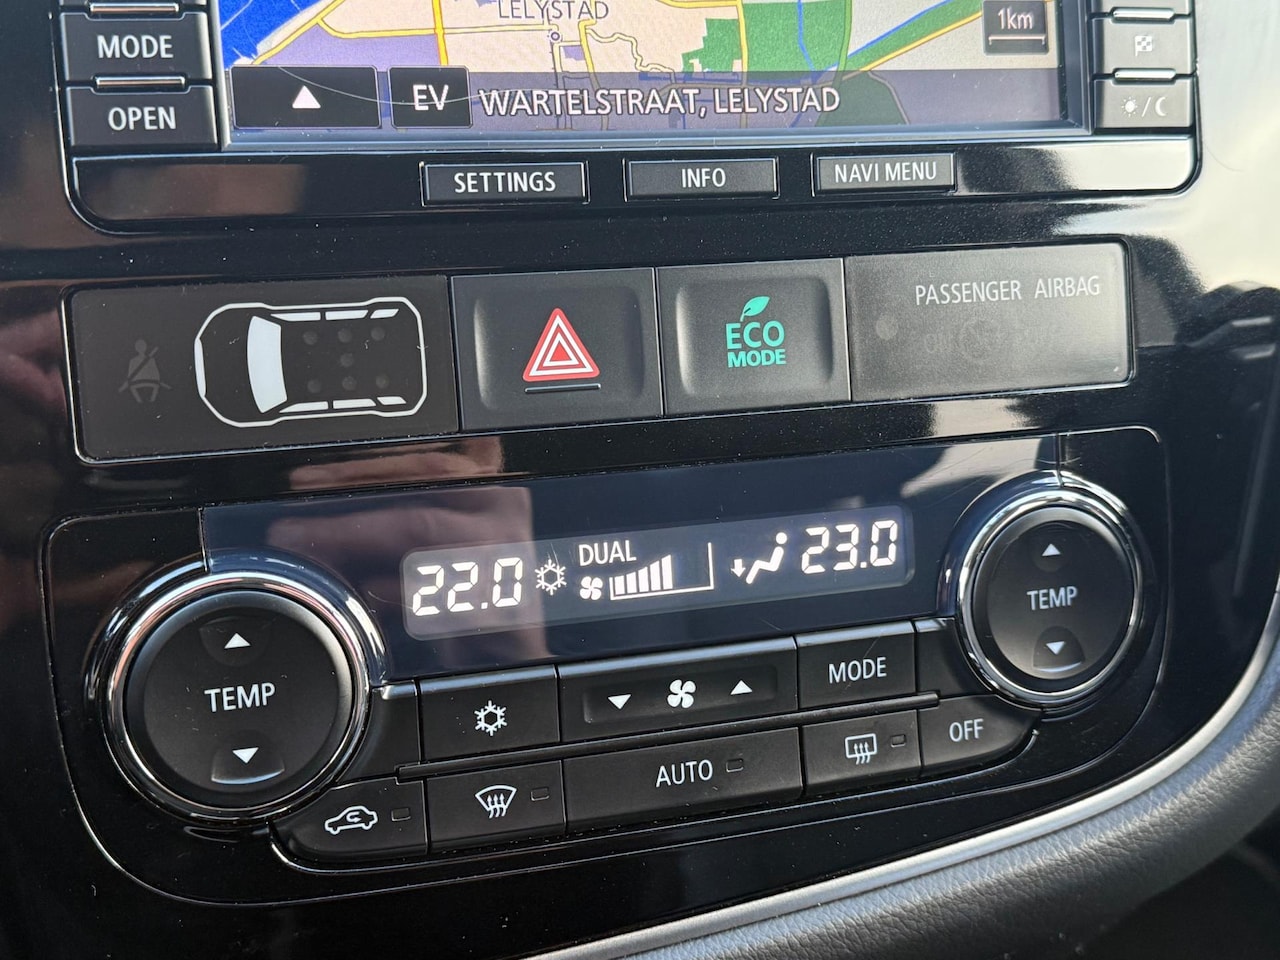 LELYSTAD
1km
MODE
OPEN
EV
WARTELSTRAAT, LELYSTAD
SETTINGS
INFO
NAVI MENU
PASSENGER AIRBAG
ECO
MODE
22.0
DUAL
23.0
TEMP
TEMP
MODE
AUTO
OFF